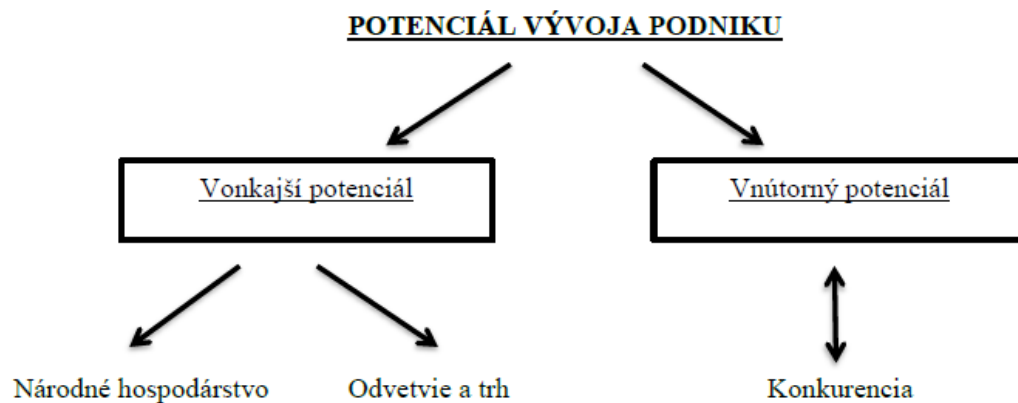 POTENCIÁL VÝVOJA PODNIKU
Vonkajší potenciál
Vnútorný potenciál
Národné hospodárstvo
Odvetvie a trh
Konkurencia